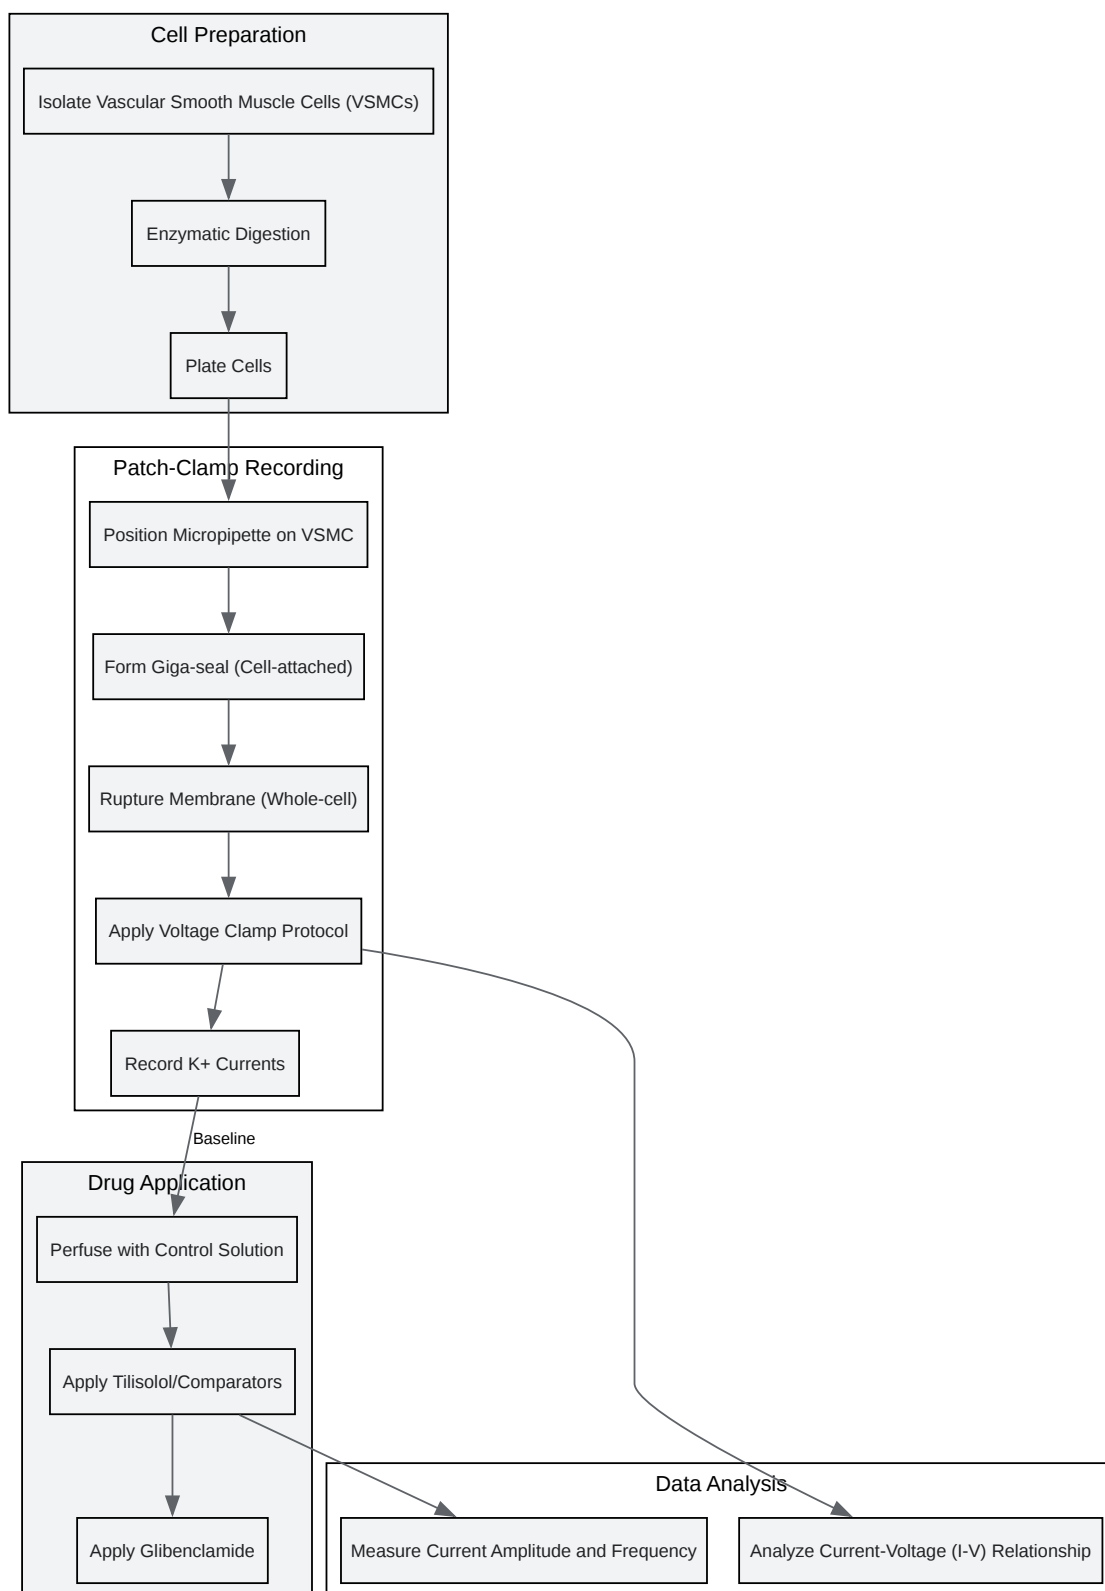 Cell Preparation
Isolate Vascular Smooth Muscle Cells (VSMCs)
Enzymatic Digestion
Plate Cells
Patch-Clamp Recording
Position Micropipette on VSMC
Form Giga-seal (Cell-attached)
Rupture Membrane (Whole-cell)
Apply Voltage Clamp Protocol
Record K+ Currents
Baseline
Drug Application
Perfuse with Control Solution
Apply Tilisolol/Comparators
Apply Glibenclamide
Data Analysis
Measure Current Amplitude and Frequency
Analyze Current-Voltage (I-V) Relationship